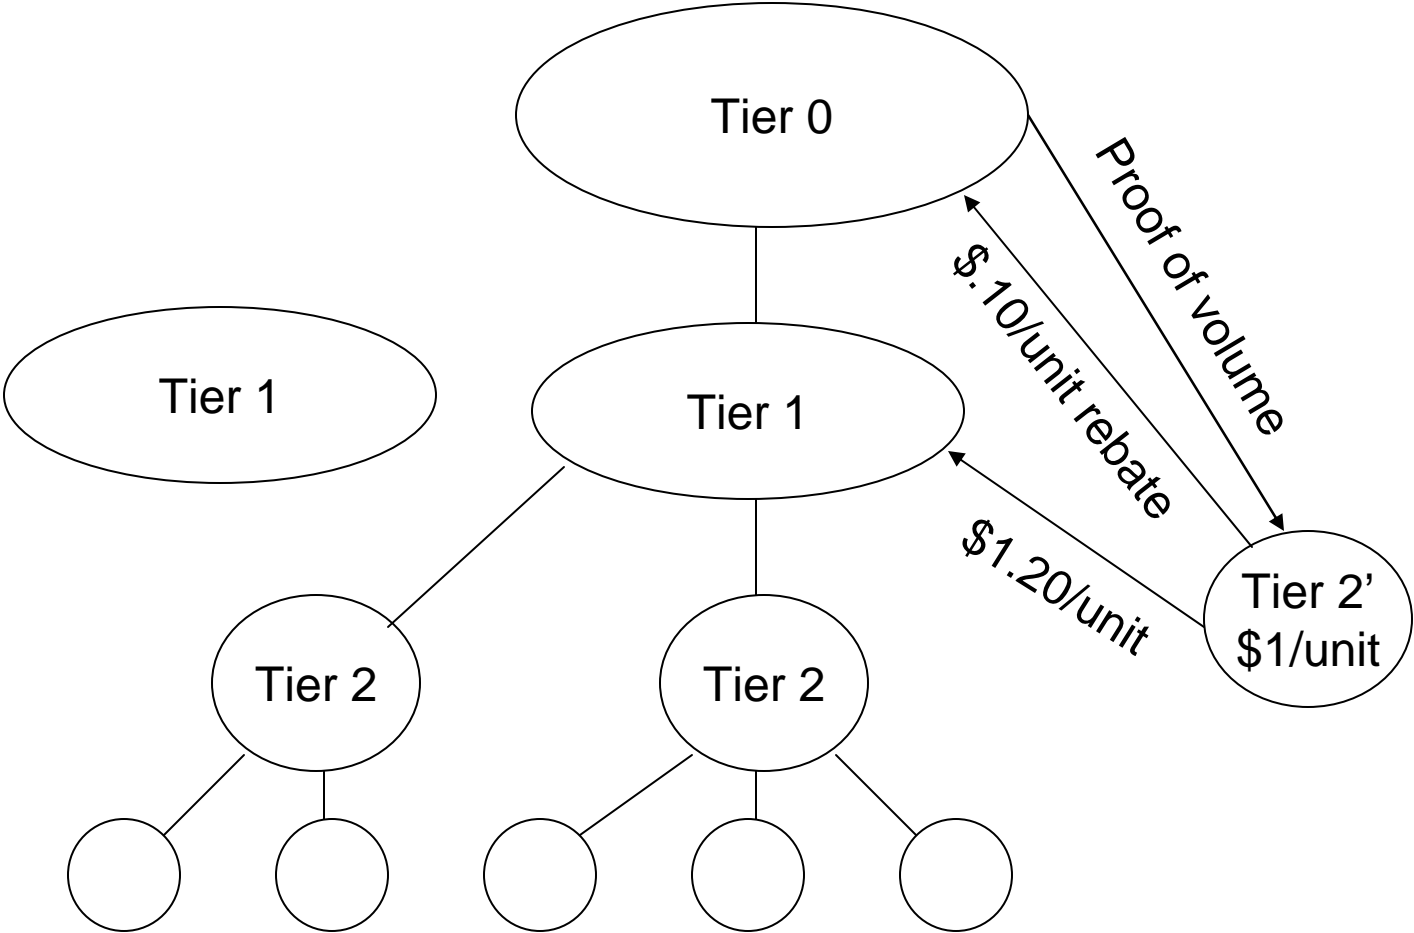 Tier 0
Proof of volume
$.10/unit rebate
Tier 1
Tier 1
$1.20/unit
Tier 2’
$1/unit
Tier 2
Tier 2